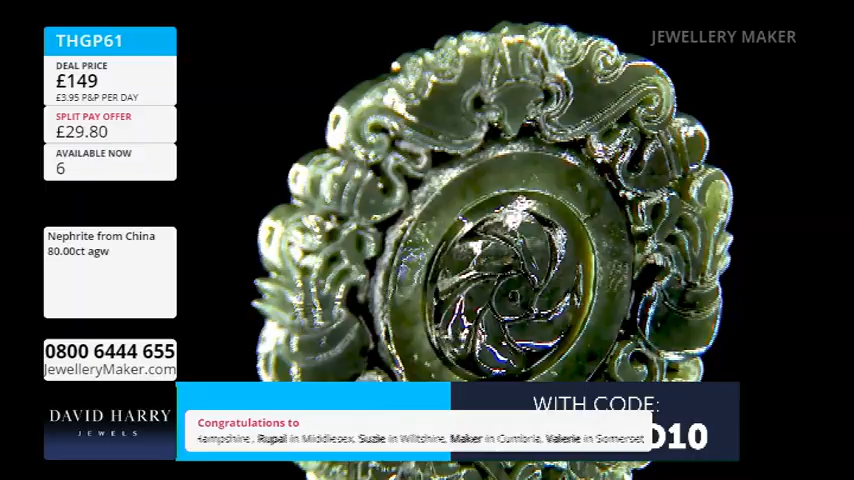 THGP61
DEAL PRICE
£149
£3.95 P&P PER DAY
SPLIT PAY OFFER
£29.80
AVAILABLE NOW
6
Nephrite from China
80.00ct agw
0800 6444 655
JewelleryMaker.com
DAVID HARRY
JEWELS
JEWELLERY MAKER
WITH CODE:
D10
Congratulations to
Hampshire, Rupal in Middlesex, Suzie in Wiltshire, Maker in Cumbria, Valerie in Somerset